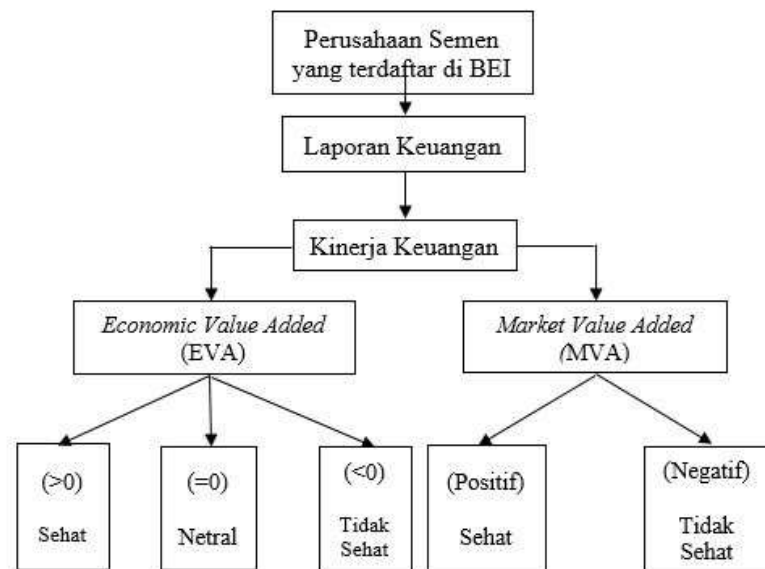 Perusahaan Semen
yang terdaftar di BEI
Laporan Keuangan
Kinerja Keuangan
Economic Value Added
(EVA)
Market Value Added
(MVA)
(>0)
Sehat
(=0)
Netral
(<0)
Tidak
Sehat
(Positif)
Sehat
(Negatif)
Tidak
Sehat